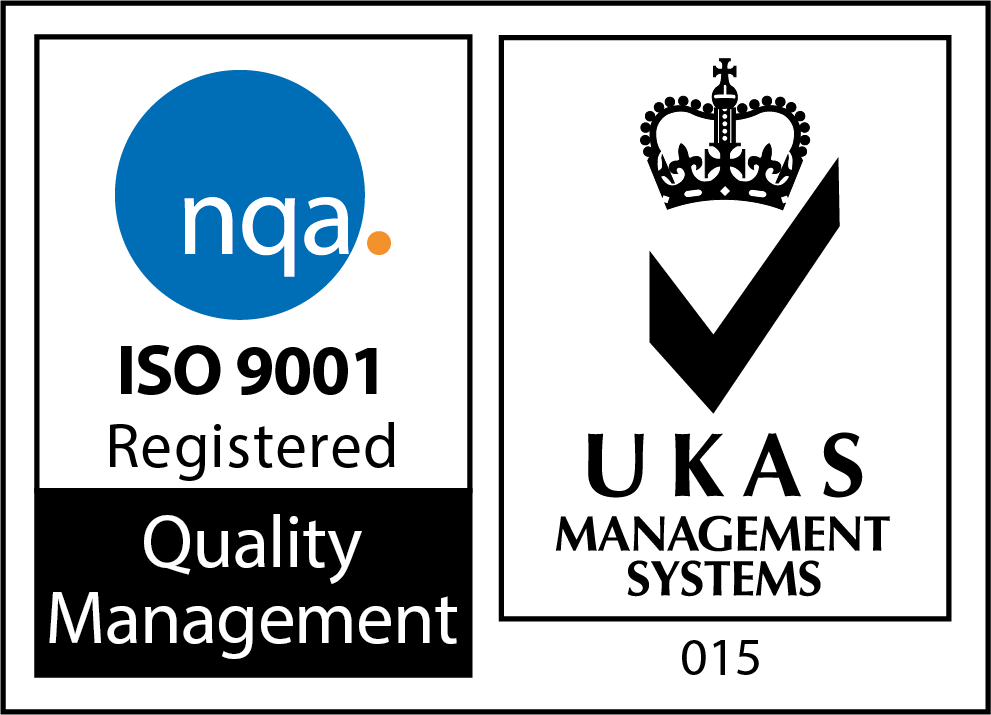 nqa.
ISO 9001
Registered
Quality
Management
UKAS
MANAGEMENT
SYSTEMS
015